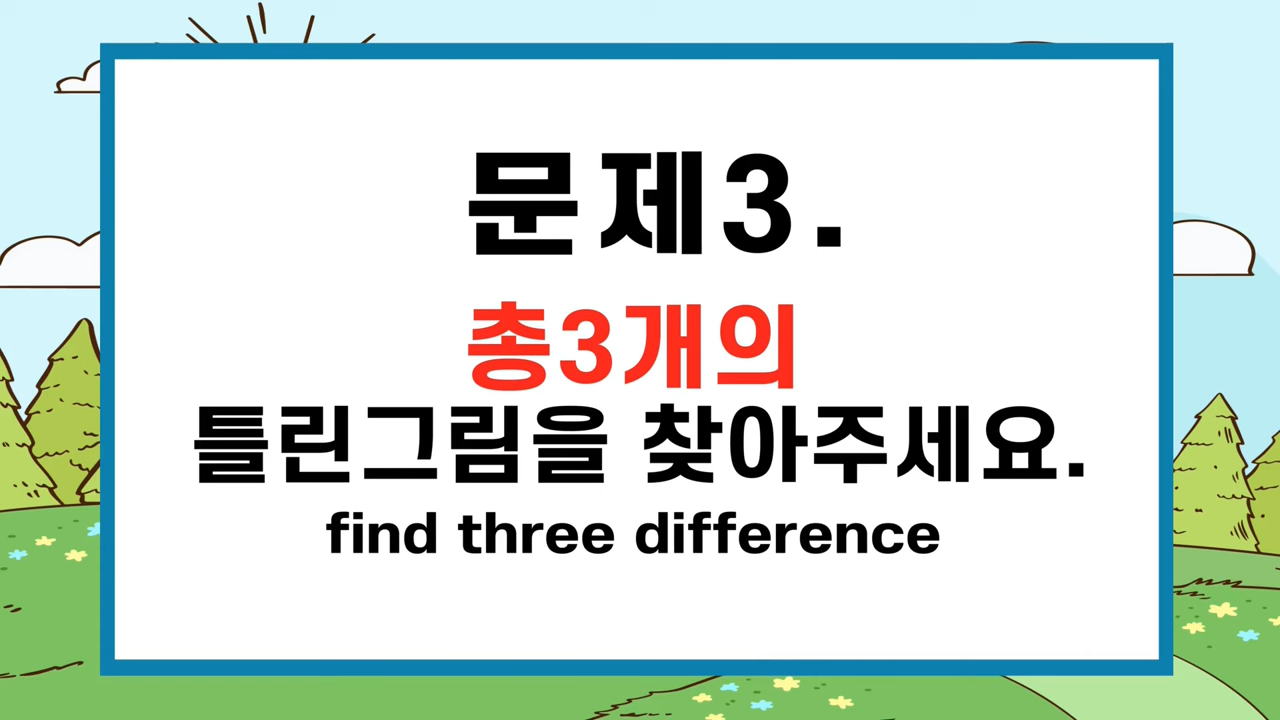 문제3.
총3개의
틀린그림을 찾아주세요.
find three difference